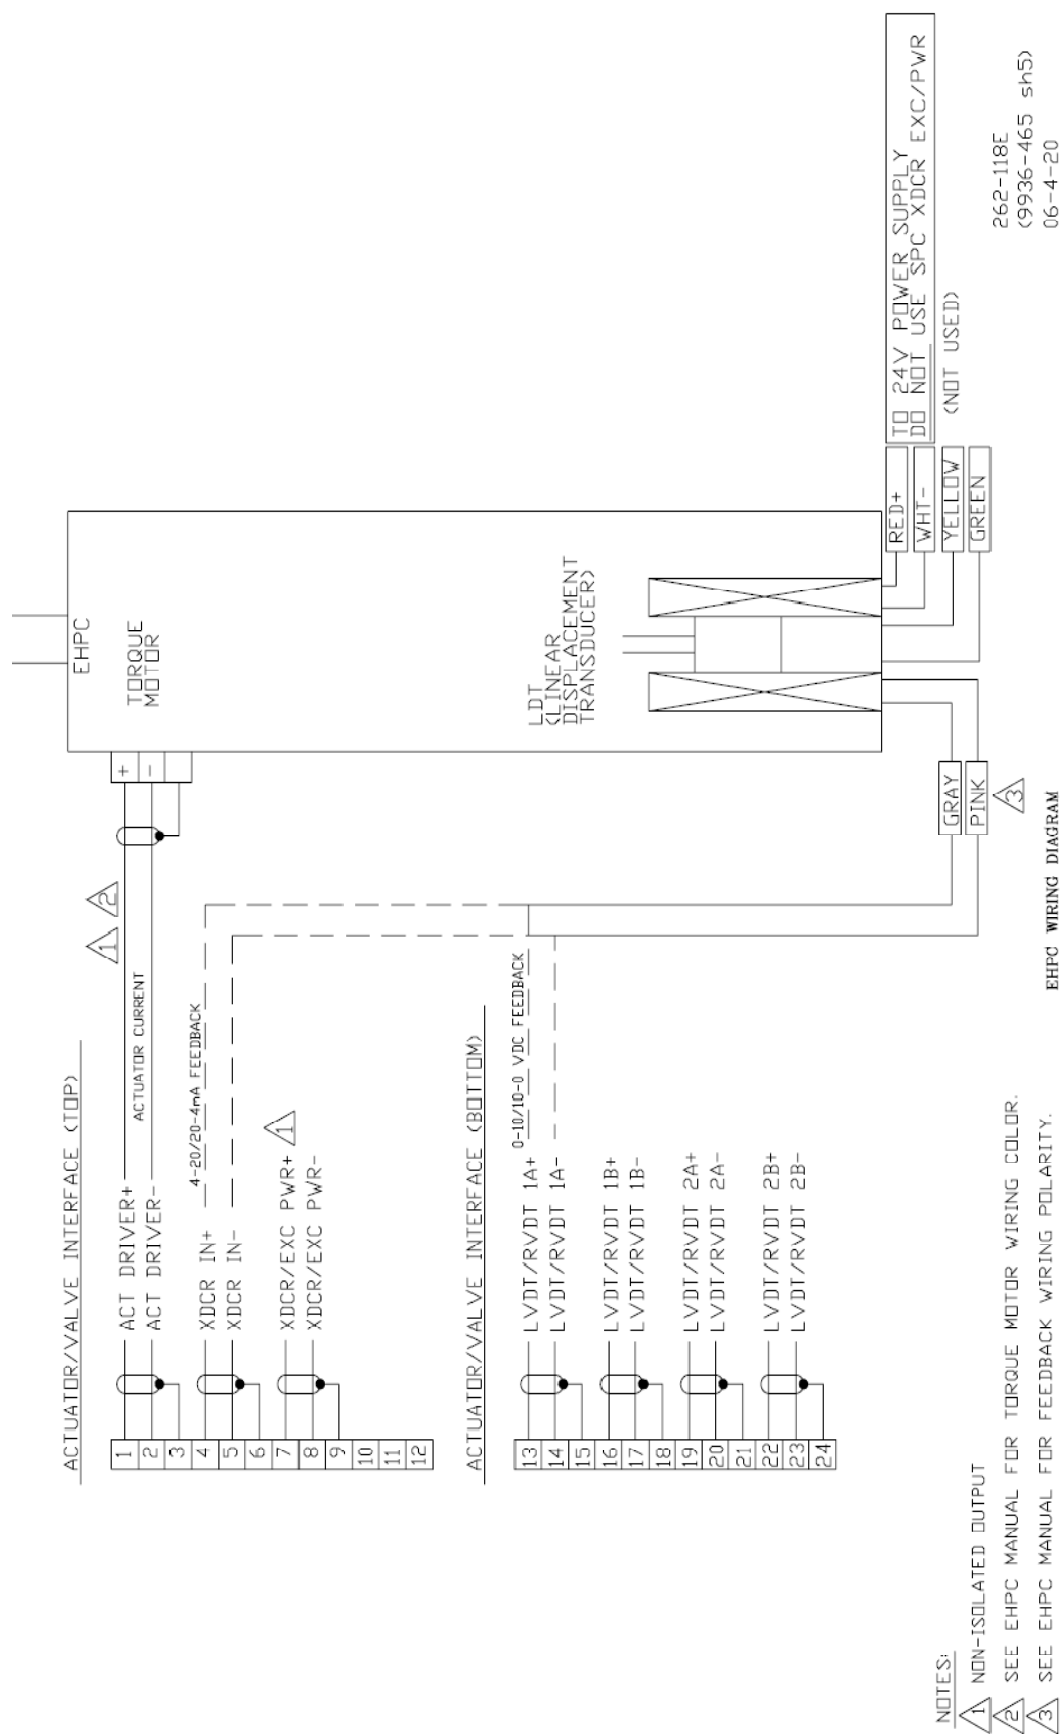 ACTUATOR/VALVE INTERFACE (TOP)
1
ACT DRIVER+
2
ACT DRIVER-
3
ACTUATOR CURRENT
1
2
4
XDCR IN+
4-20/20-4mA FEEDBACK
5
XDCR IN-
6
7
XDCR/EXC PWR+
1
8
XDCR/EXC PWR-
9
10
11
12
+
-
EHPC
TORQUE
MOTOR
ACTUATOR/VALVE INTERFACE (BOTTOM)
13
LVDT/RVDT 1A+
0-10/10-0 VDC FEEDBACK
14
LVDT/RVDT 1A-
15
16
LVDT/RVDT 1B+
17
LVDT/RVDT 1B-
18
19
LVDT/RVDT 2A+
20
LVDT/RVDT 2A-
21
22
LVDT/RVDT 2B+
23
LVDT/RVDT 2B-
24
LDT
(LINEAR
DISPLACEMENT
TRANSDUCER)
RED+
WHT-
TO 24V POWER SUPPLY
DO NOT USE SPC XDCR EXC/PWR
YELLOW
GREEN
(NOT USED)
GRAY
PINK
3
NOTES:
1 NON-ISOLATED OUTPUT
2 SEE EHPC MANUAL FOR TORQUE MOTOR WIRING COLOR.
3 SEE EHPC MANUAL FOR FEEDBACK WIRING POLARITY.
EHPC WIRING DIAGRAM
262-118E
(9936-465 sh5)
06-4-20